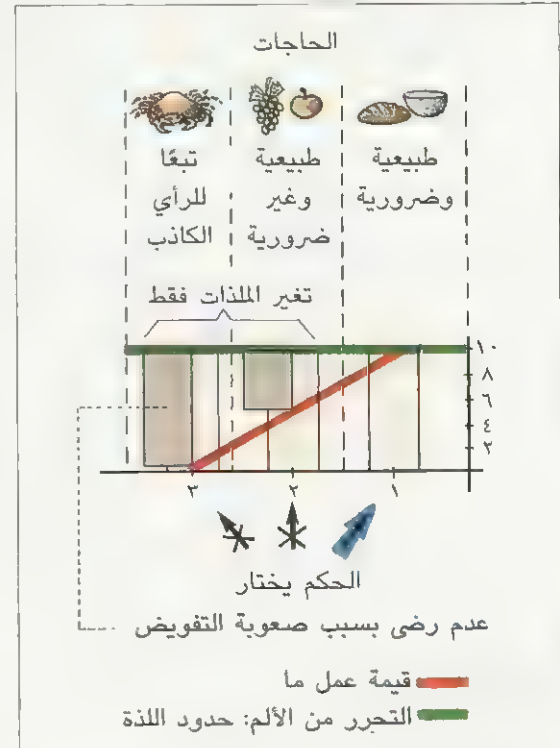 الحاجات
طبيعية وضرورية
طبيعية وغير ضرورية
تبعًا للرأي الكاذب
تغير الملذات فقط
١٠
٨
٦
٤
٢
١ ٢ ٣
الحكم يختار
عدم رضى بسبب صعوبة التفويض
قيمة عمل ما
التحرر من الألم: حدود اللذة